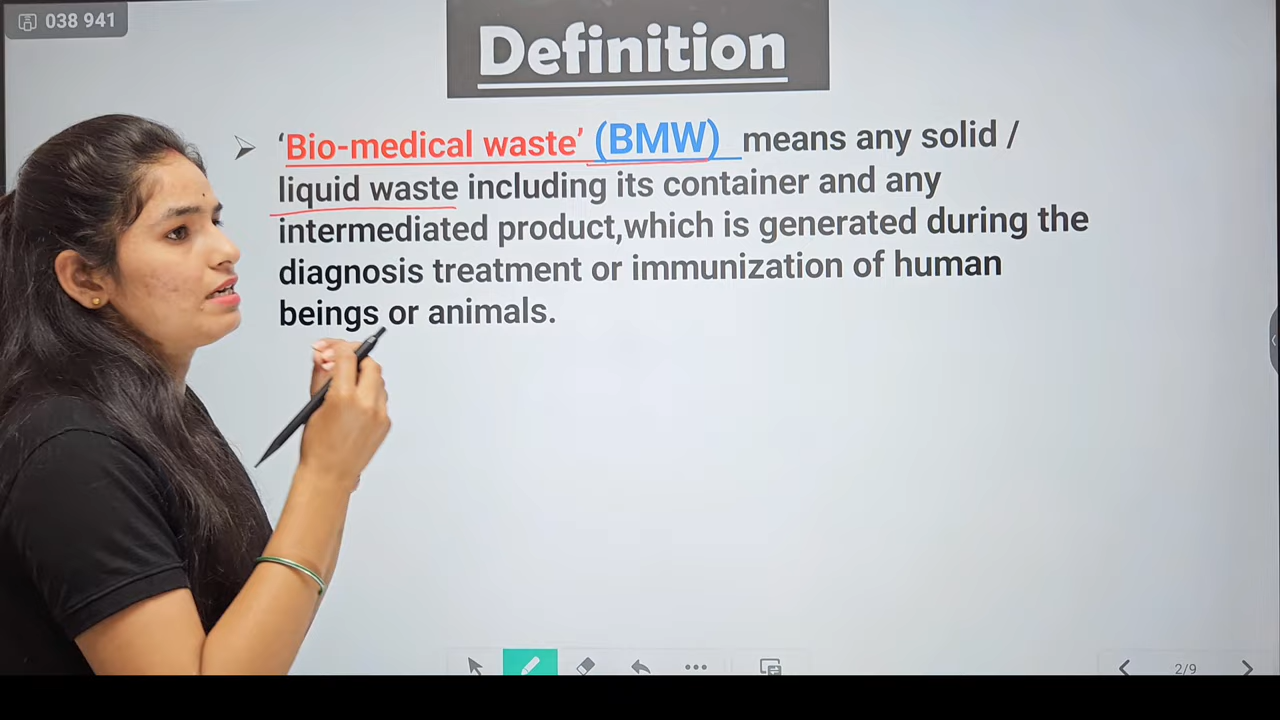 038 941
Definition
‘Bio-medical waste’ (BMW) means any solid /
liquid waste including its container and any
intermediated product,which is generated during the
diagnosis treatment or immunization of human
beings or animals.
2/9